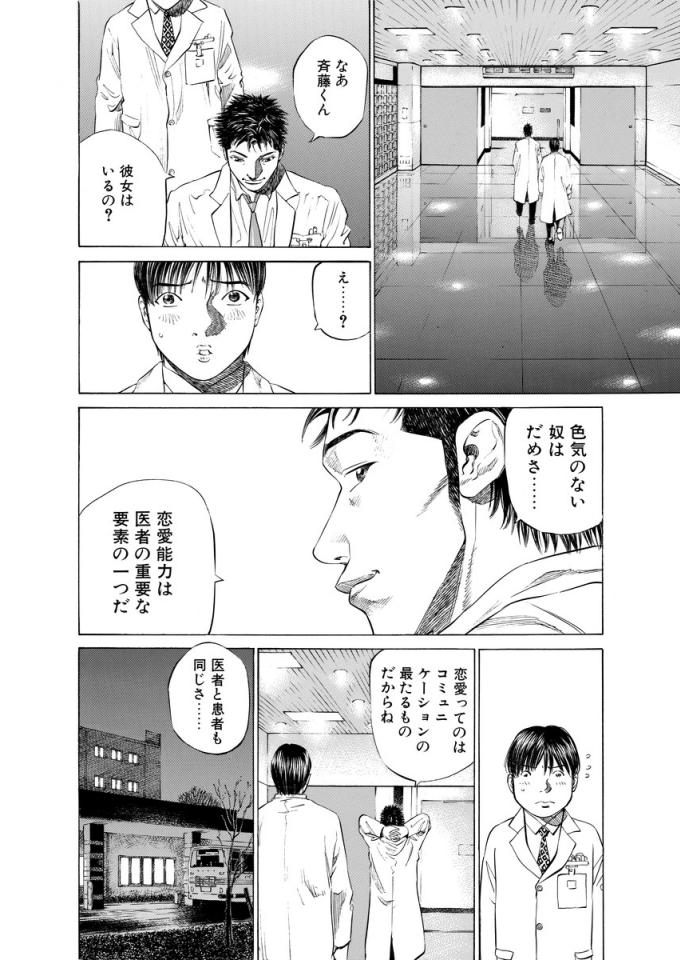 なあ
斉藤くん
彼女は
いるの？
え……？
色気のない
奴は
だめさ……
恋愛能力は
医者の重要な
要素の一つだ
恋愛ってのは
コミュニ
ケーションの
最たるもの
だからね
医者と患者も
同じさ……